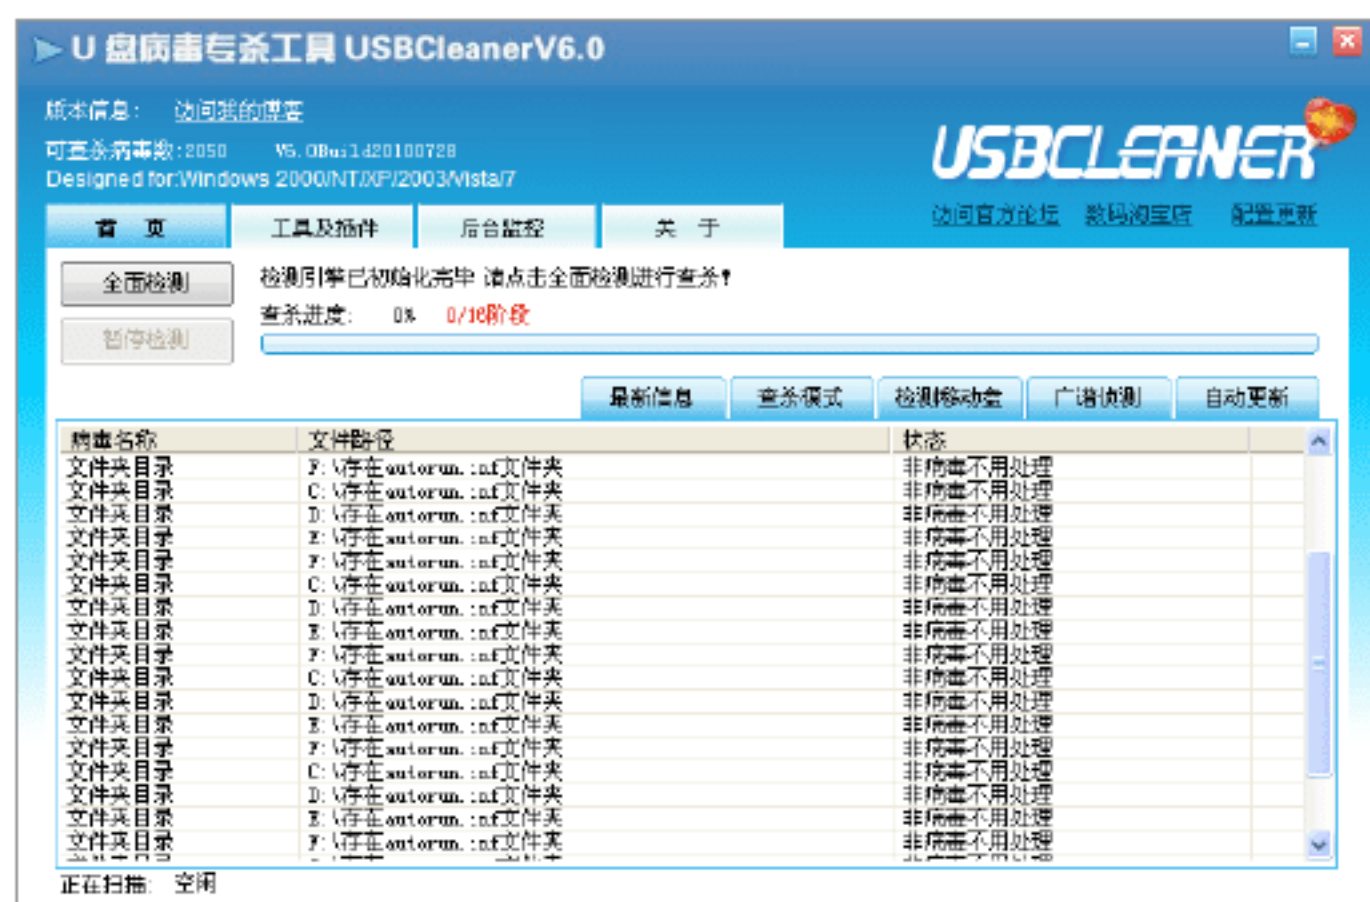 U 盘病毒专杀工具 USBCleanerV6.0
版本信息: 访问我的博客
可查杀病毒数:2050 V6.0Build20100728
Designed for:Windows 2000/NT/XP/2003/Vista/7
USBCLEANER
访问官方论坛 数码淘宝店 配置更新
首 页 工具及插件 后台监控 关 于
全面检测 检测引擎已初始化完毕 请点击全面检测进行查杀!
查杀进度: 0% 0/16阶段
暂停检测
最新信息 查杀模式 检测移动盘 广谱侦测 自动更新
病毒名称 文件路径 状态
文件夹目录 F:\存在autorun.inf文件夹 非病毒不用处理
文件夹目录 C:\存在autorun.inf文件夹 非病毒不用处理
文件夹目录 D:\存在autorun.inf文件夹 非病毒不用处理
文件夹目录 E:\存在autorun.inf文件夹 非病毒不用处理
文件夹目录 F:\存在autorun.inf文件夹 非病毒不用处理
文件夹目录 C:\存在autorun.inf文件夹 非病毒不用处理
文件夹目录 D:\存在autorun.inf文件夹 非病毒不用处理
文件夹目录 E:\存在autorun.inf文件夹 非病毒不用处理
文件夹目录 F:\存在autorun.inf文件夹 非病毒不用处理
文件夹目录 C:\存在autorun.inf文件夹 非病毒不用处理
文件夹目录 D:\存在autorun.inf文件夹 非病毒不用处理
文件夹目录 E:\存在autorun.inf文件夹 非病毒不用处理
文件夹目录 F:\存在autorun.inf文件夹 非病毒不用处理
文件夹目录 C:\存在autorun.inf文件夹 非病毒不用处理
文件夹目录 D:\存在autorun.inf文件夹 非病毒不用处理
文件夹目录 E:\存在autorun.inf文件夹 非病毒不用处理
文件夹目录 F:\存在autorun.inf文件夹 非病毒不用处理
正在扫描: 空闲